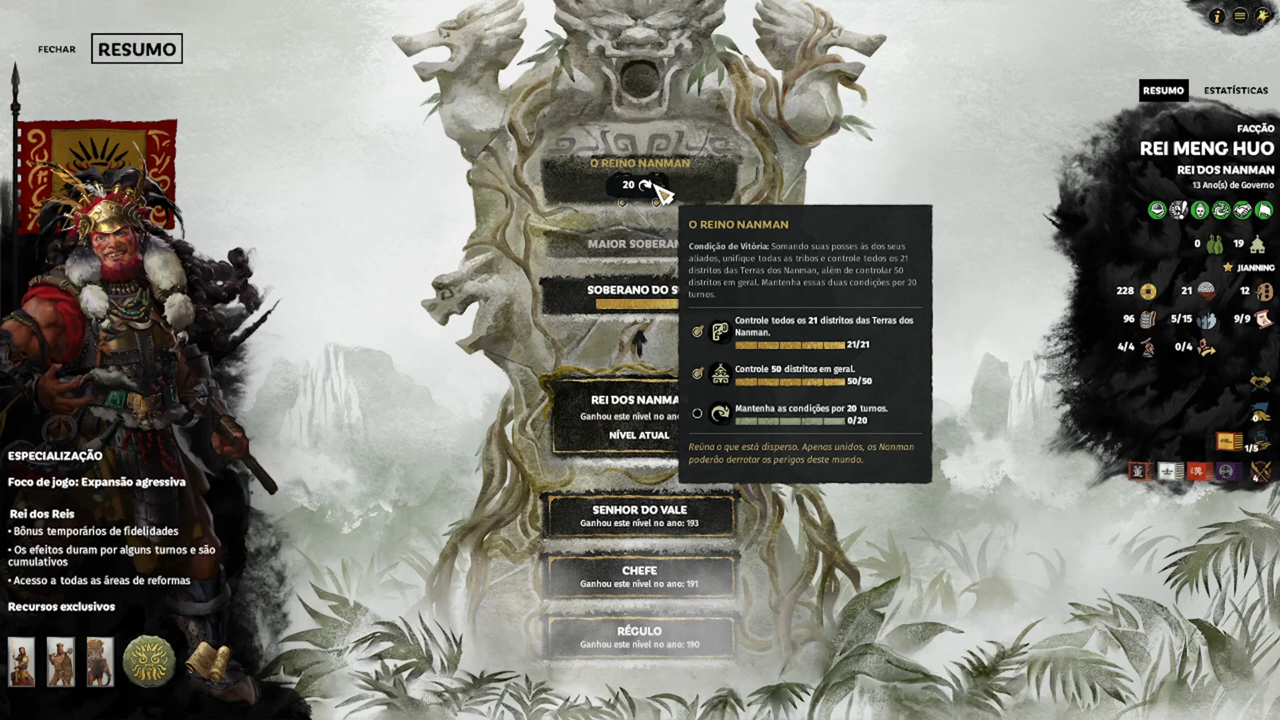 FECHAR
RESUMO
ESPECIALIZAÇÃO
Foco de jogo: Expansão agressiva
Rei dos Reis
• Bônus temporários de fidelidades
• Os efeitos duram por alguns turnos e são
cumulativos
• Acesso a todas as áreas de reformas
Recursos exclusivos
O REINO NANMAN
20
MAIOR SOBERAN
SOBERANO DO S
REI DOS NANMA
Ganhou este nível no ano:
NÍVEL ATUAL
SENHOR DO VALE
Ganhou este nível no ano: 193
CHEFE
Ganhou este nível no ano: 191
RÉGULO
Ganhou este nível no ano: 190
O REINO NANMAN
Condição de Vitória: Somando suas posses às dos seus
aliados, unifique todas as tribos e controle todos os 21
distritos das Terras dos Nanman, além de controlar 50
distritos em geral. Mantenha essas duas condições por 20
turnos.
Controle todos os 21 distritos das Terras dos
Nanman.
21/21
Controle 50 distritos em geral.
50/50
Mantenha as condições por 20 turnos.
0/20
Reúna o que está disperso. Apenas unidos, os Nanman
poderão derrotar os perigos deste mundo.
RESUMO
ESTATÍSTICAS
FACÇÃO
REI MENG HUO
REI DOS NANMAN
13 Ano(s) de Governo
0 19
JIANNING
228 21 12
96 5/15 9/9
4/4 0/4
0
1/5
4